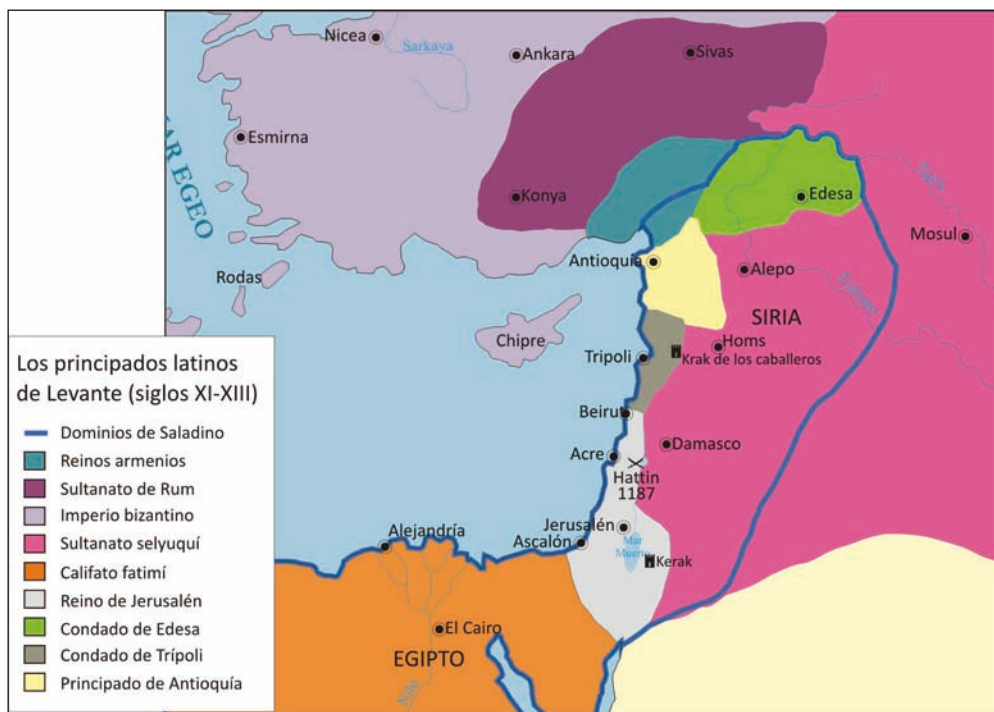 Nicea
Sarkaya
Ankara
Sivas
Esmirna
MAR EGEO
Konya
Edesa
Tigris
Mosul
Antioquía
Alepo
Rodas
SIRIA
Chipre
Homs
Tripoli
Krak de los caballeros
Beirut
Damasco
Acre
Hattin
1187
Jerusalén
Alejandría
Ascalón
Mar
Muerto
Kerak
El Cairo
EGIPTO
Nilo
Los principados latinos
de Levante (siglos XI-XIII)
Dominios de Saladino
Reinos armenios
Sultanato de Rum
Imperio bizantino
Sultanato selyuquí
Califato fatimí
Reino de Jerusalén
Condado de Edesa
Condado de Trípoli
Principado de Antioquía